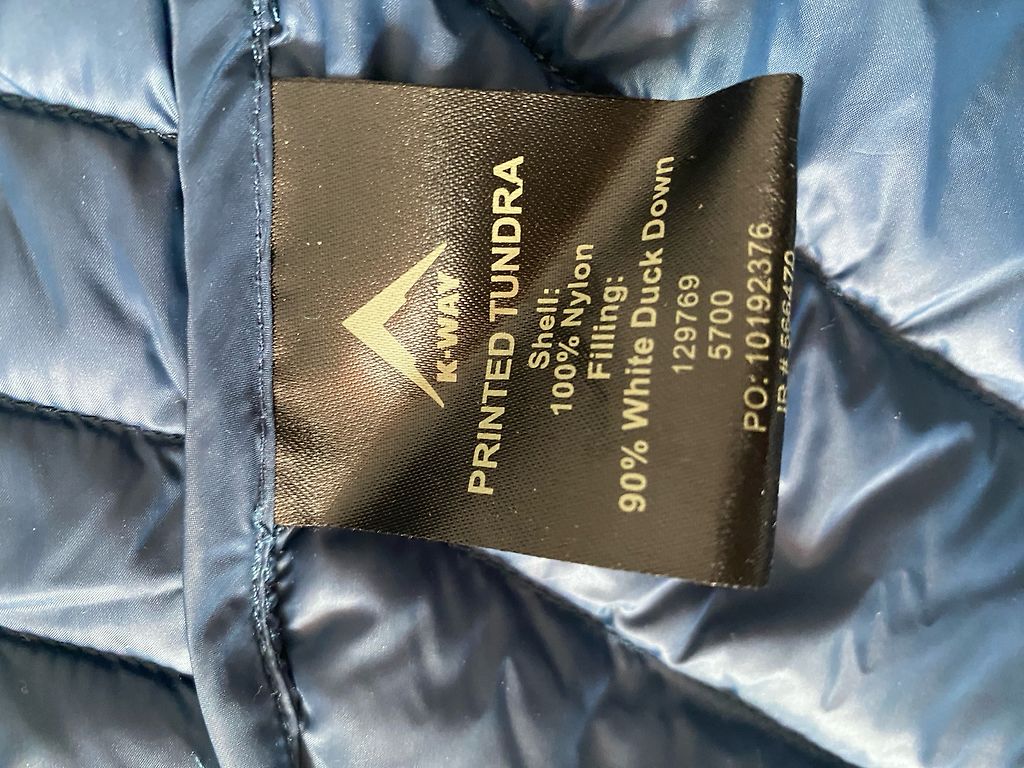 K-WAY
PRINTED TUNDRA
Shell:
100% Nylon
Filling:
90% White Duck Down
129769
5700
PO: 10192376